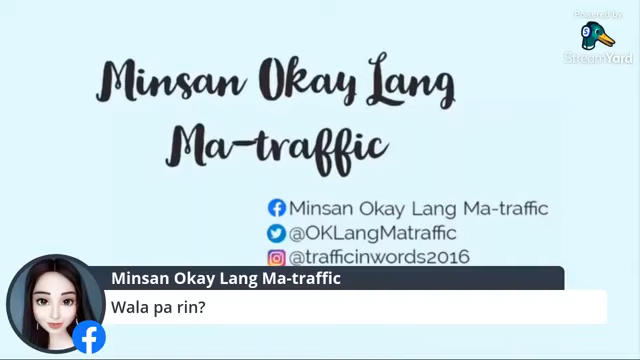 Powered by
StreamYard
Minsan Okay Lang
Ma-traffic
Minsan Okay Lang Ma-traffic
@OKLangMatraffic
@trafficinwords2016
Minsan Okay Lang Ma-traffic
Wala pa rin?